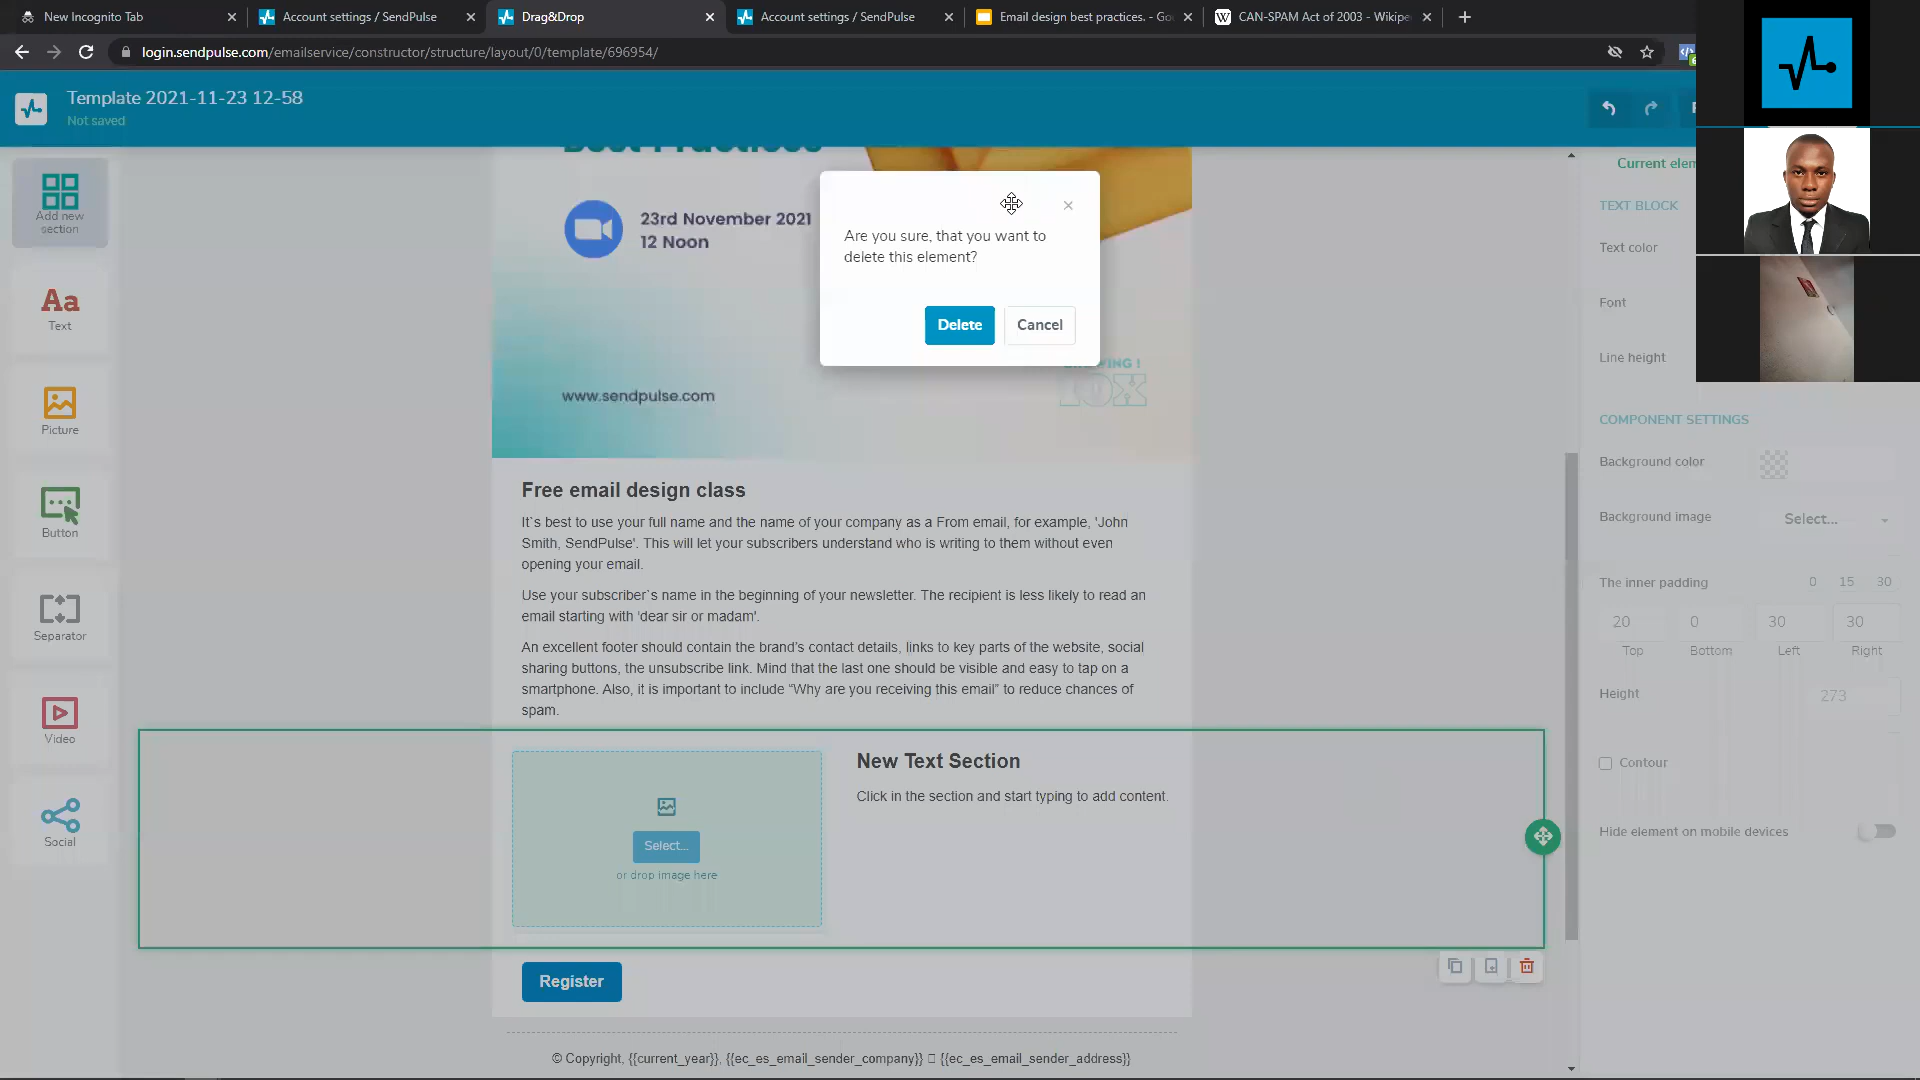 New Incognito Tab
Account settings / SendPulse
Drag&Drop
Account settings / SendPulse
Email design best practices. - Go
CAN-SPAM Act of 2003 - Wikipe
login.sendpulse.com/emailservice/constructor/structure/layout/0/template/696954/
Template 2021-11-23 12-58
Not saved
Add new
section
Text
Picture
Button
Separator
Video
Social
Best Practices
23rd November 2021
12 Noon
www.sendpulse.com
Are you sure, that you want to
delete this element?
Delete
Cancel
Free email design class
It`s best to use your full name and the name of your company as a From email, for example, 'John
Smith, SendPulse'. This will let your subscribers understand who is writing to them without even
opening your email.
Use your subscriber`s name in the beginning of your newsletter. The recipient is less likely to read an
email starting with 'dear sir or madam'.
An excellent footer should contain the brand’s contact details, links to key parts of the website, social
sharing buttons, the unsubscribe link. Mind that the last one should be visible and easy to tap on a
smartphone. Also, it is important to include “Why are you receiving this email” to reduce chances of
spam.
Select...
or drop image here
New Text Section
Click in the section and start typing to add content.
Register
© Copyright, {{current_year}}, {{ec_es_email_sender_company}} {{ec_es_email_sender_address}}
Current elem
TEXT BLOCK
Text color
Font
Line height
COMPONENT SETTINGS
Background color
Background image
Select...
The inner padding
0 15 30
20 0 30 30
Top Bottom Left Right
Height
273
Contour
Hide element on mobile devices